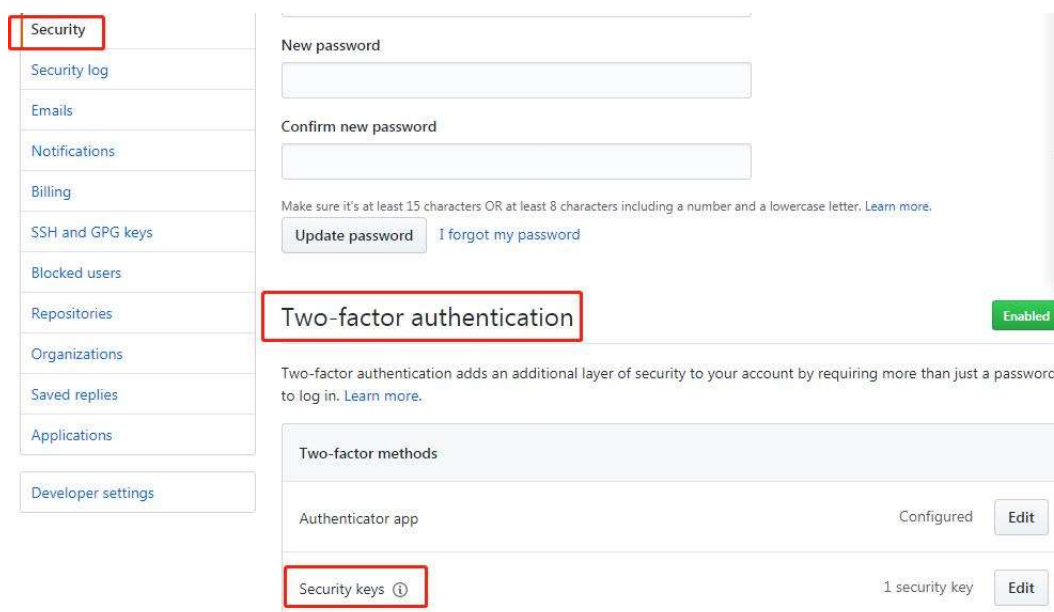 Security
Security log
Emails
Notifications
Billing
SSH and GPG keys
Blocked users
Repositories
Organizations
Saved replies
Applications
Developer settings
New password
Confirm new password
Make sure it's at least 15 characters OR at least 8 characters including a number and a lowercase letter. Learn more.
Update password I forgot my password
Two-factor authentication Enabled
Two-factor authentication adds an additional layer of security to your account by requiring more than just a password
to log in. Learn more.
Two-factor methods
Authenticator app Configured Edit
Security keys 1 security key Edit